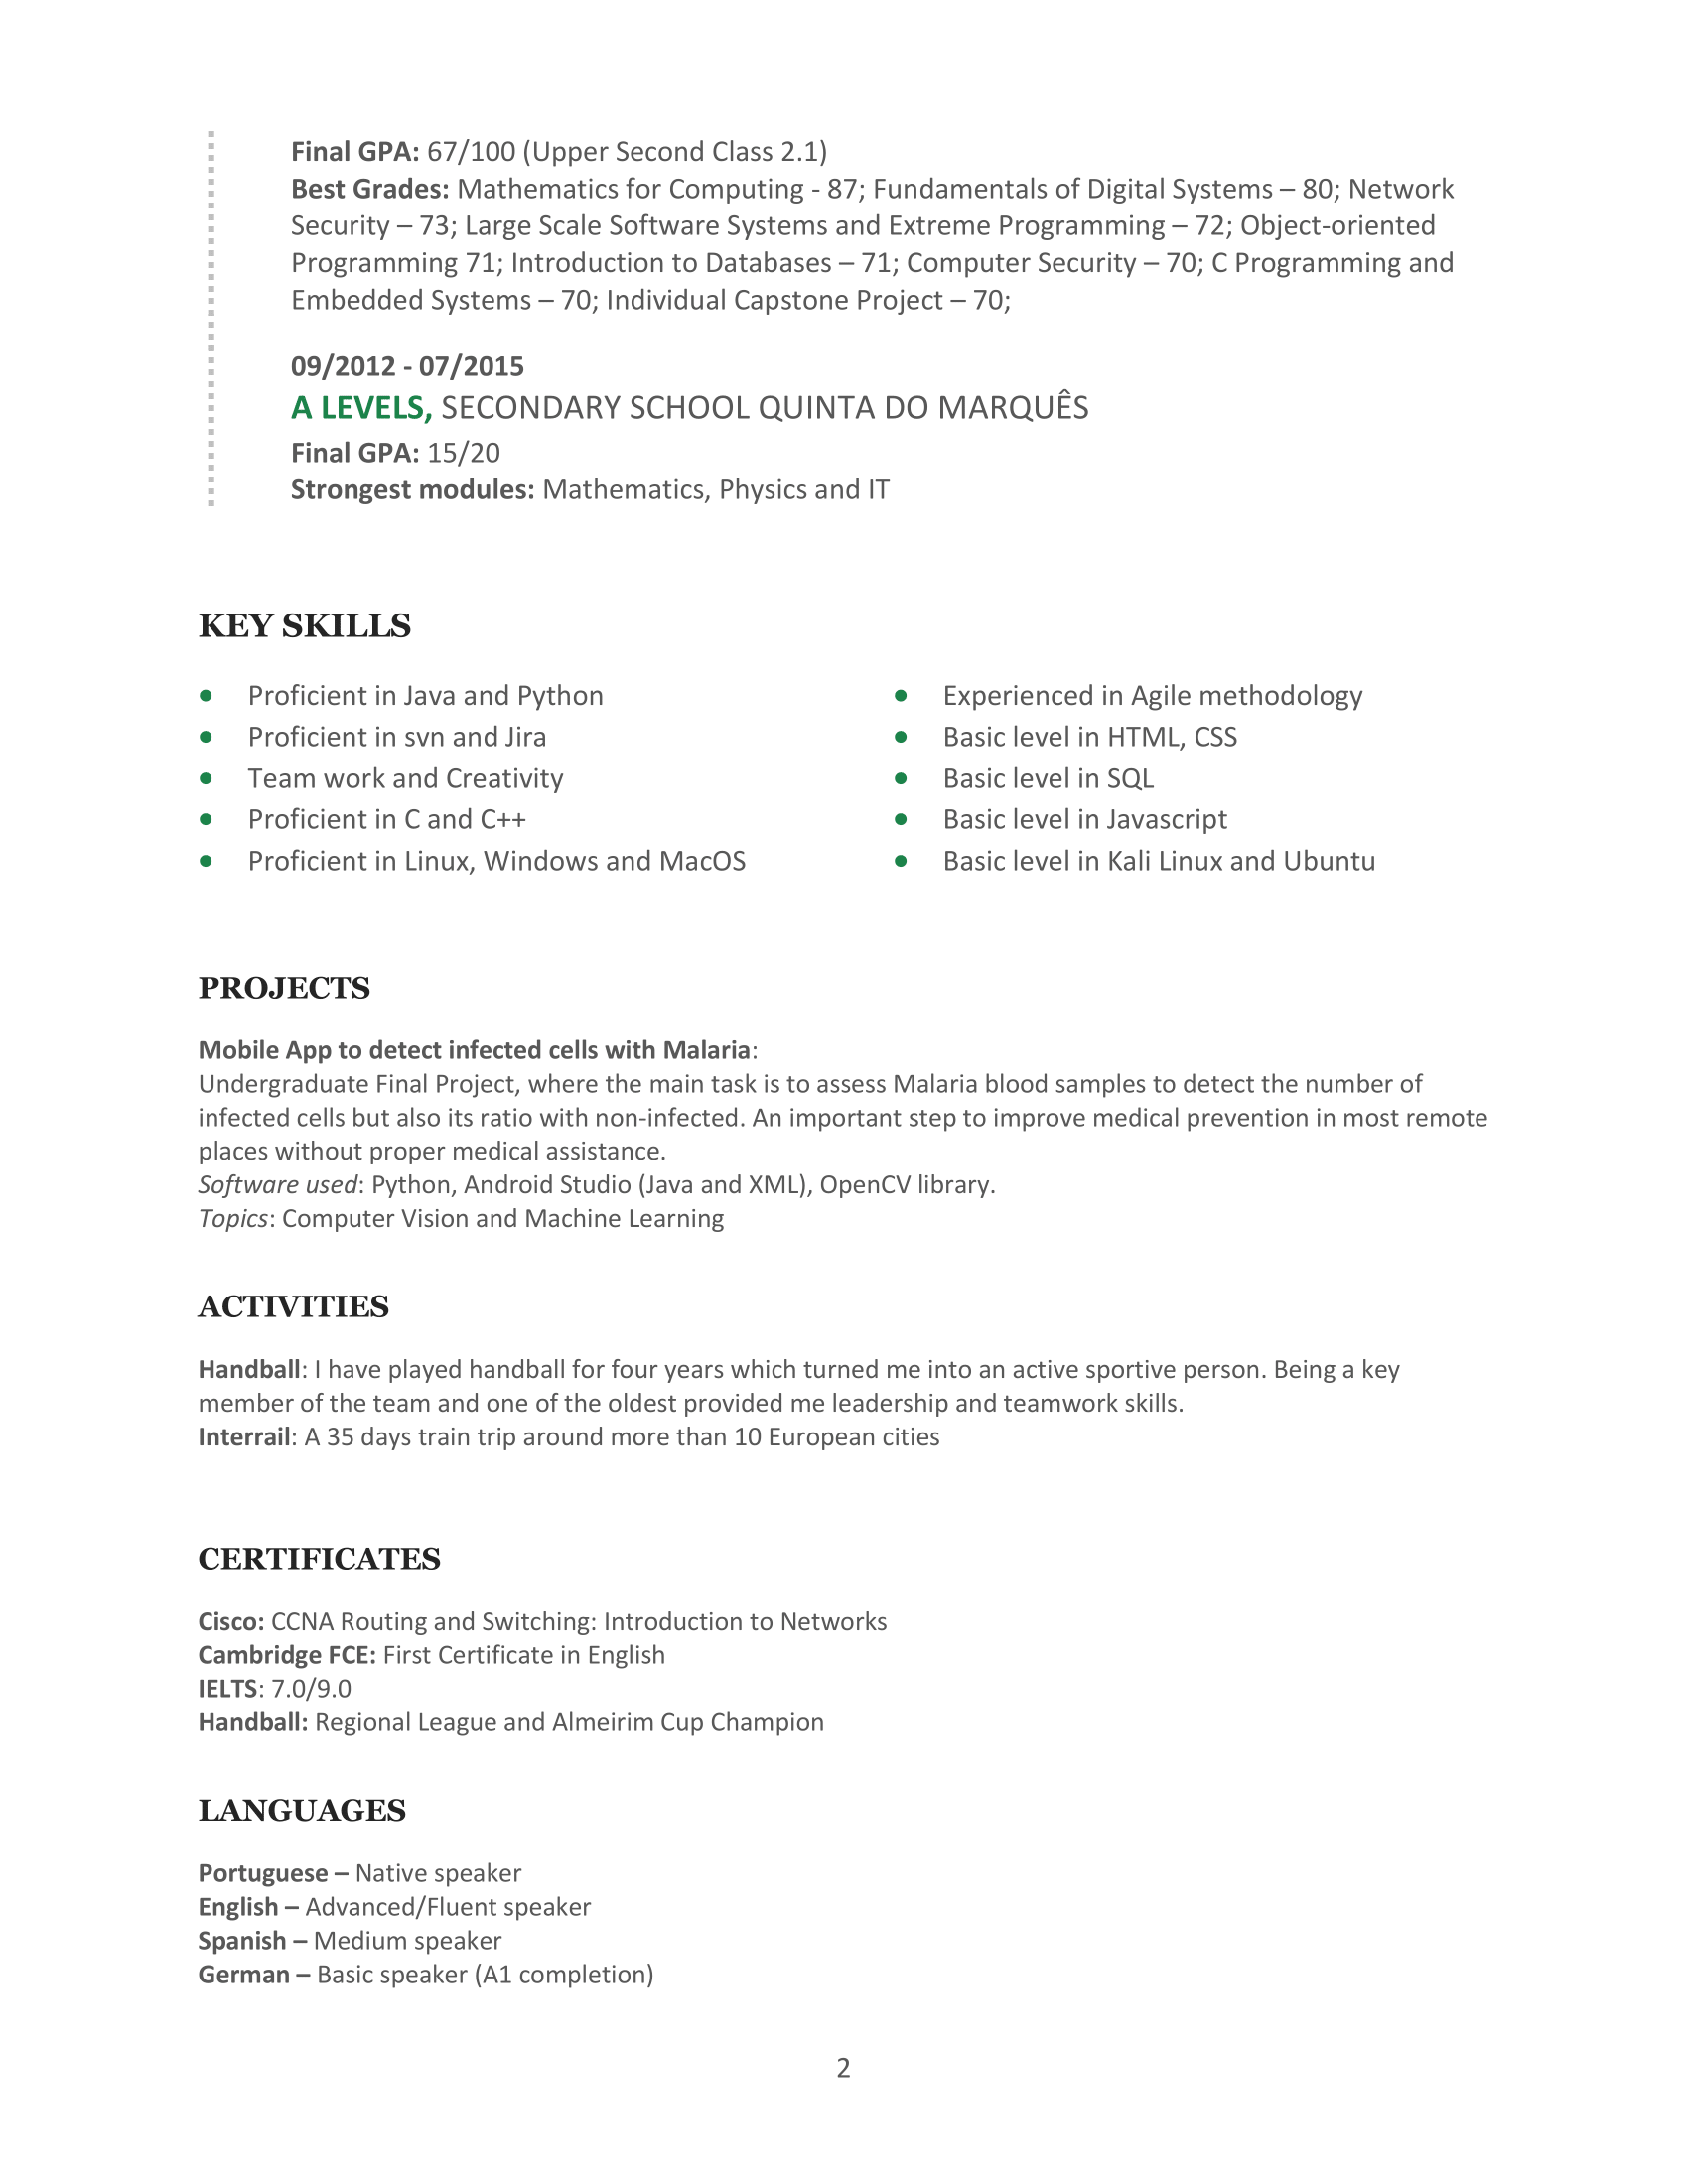 Final GPA: 67/100 (Upper Second Class 2.1)
Best Grades: Mathematics for Computing - 87; Fundamentals of Digital Systems – 80; Network
Security – 73; Large Scale Software Systems and Extreme Programming – 72; Object-oriented
Programming 71; Introduction to Databases – 71; Computer Security – 70; C Programming and
Embedded Systems – 70; Individual Capstone Project – 70;
09/2012 - 07/2015
A LEVELS, SECONDARY SCHOOL QUINTA DO MARQUÊS
Final GPA: 15/20
Strongest modules: Mathematics, Physics and IT
KEY SKILLS
• Proficient in Java and Python
• Proficient in svn and Jira
• Team work and Creativity
• Proficient in C and C++
• Proficient in Linux, Windows and MacOS
• Experienced in Agile methodology
• Basic level in HTML, CSS
• Basic level in SQL
• Basic level in Javascript
• Basic level in Kali Linux and Ubuntu
PROJECTS
Mobile App to detect infected cells with Malaria:
Undergraduate Final Project, where the main task is to assess Malaria blood samples to detect the number of
infected cells but also its ratio with non-infected. An important step to improve medical prevention in most remote
places without proper medical assistance.
Software used: Python, Android Studio (Java and XML), OpenCV library.
Topics: Computer Vision and Machine Learning
ACTIVITIES
Handball: I have played handball for four years which turned me into an active sportive person. Being a key
member of the team and one of the oldest provided me leadership and teamwork skills.
Interrail: A 35 days train trip around more than 10 European cities
CERTIFICATES
Cisco: CCNA Routing and Switching: Introduction to Networks
Cambridge FCE: First Certificate in English
IELTS: 7.0/9.0
Handball: Regional League and Almeirim Cup Champion
LANGUAGES
Portuguese – Native speaker
English – Advanced/Fluent speaker
Spanish – Medium speaker
German – Basic speaker (A1 completion)
2